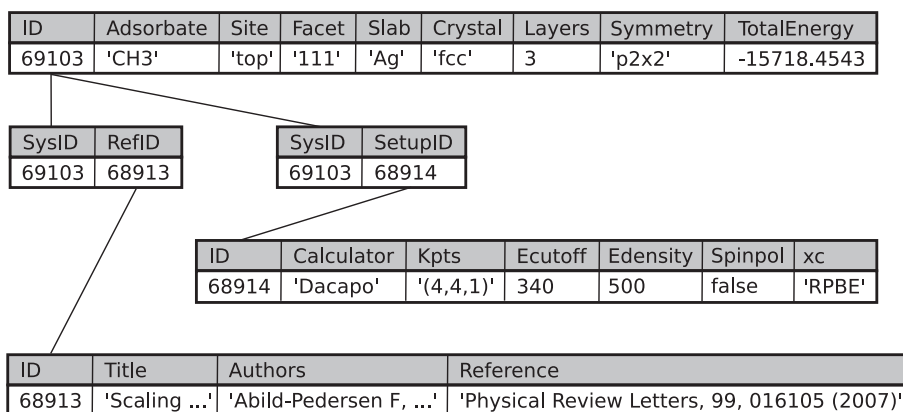 ID Adsorbate Site Facet Slab Crystal Layers Symmetry TotalEnergy
69103 'CH3' 'top' '111' 'Ag' 'fcc' 3 'p2x2' -15718.4543
SysID RefID SysID SetupID
69103 68913 69103 68914
ID Calculator Kpts Ecutoff Edensity Spinpol xc
68914 'Dacapo' '(4,4,1)' 340 500 false 'RPBE'
ID Title Authors Reference
68913 'Scaling ...' 'Abild-Pedersen F, ...' 'Physical Review Letters, 99, 016105 (2007)'